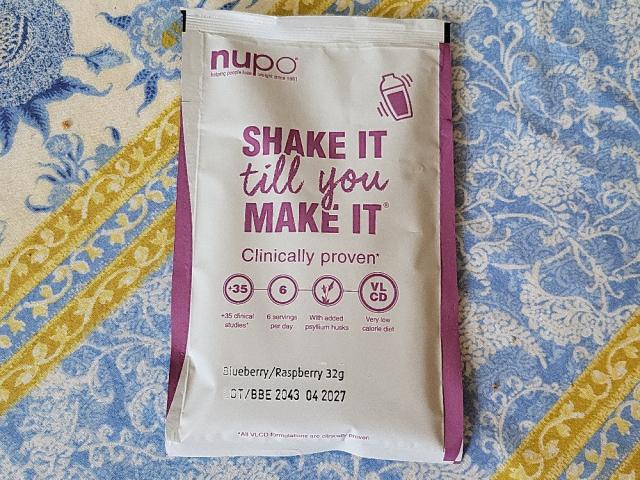 nupo®
helping people lose weight since 1981
SHAKE IT
till you
MAKE IT®
Clinically proven*
+35
6
VL
CD
+35 clinical
studies*
6 servings
per day
With added
psyllium husks
Very low
calorie diet
Blueberry/Raspberry 32g
LOT/BBE 2043 04 2027
*All VLCD formulations are clinically Proven